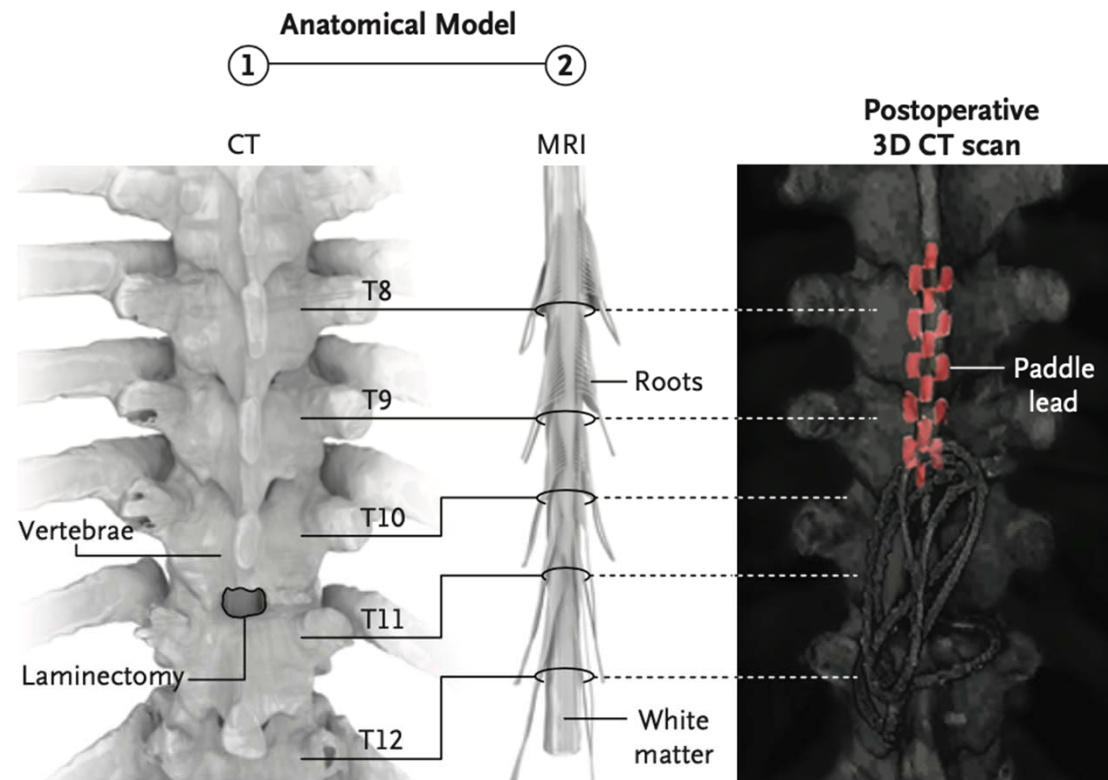 Anatomical Model
1
2
CT
MRI
Postoperative
3D CT scan
T8
Roots
T9
Paddle
lead
T10
Vertebrae
T11
Laminectomy
White
matter
T12